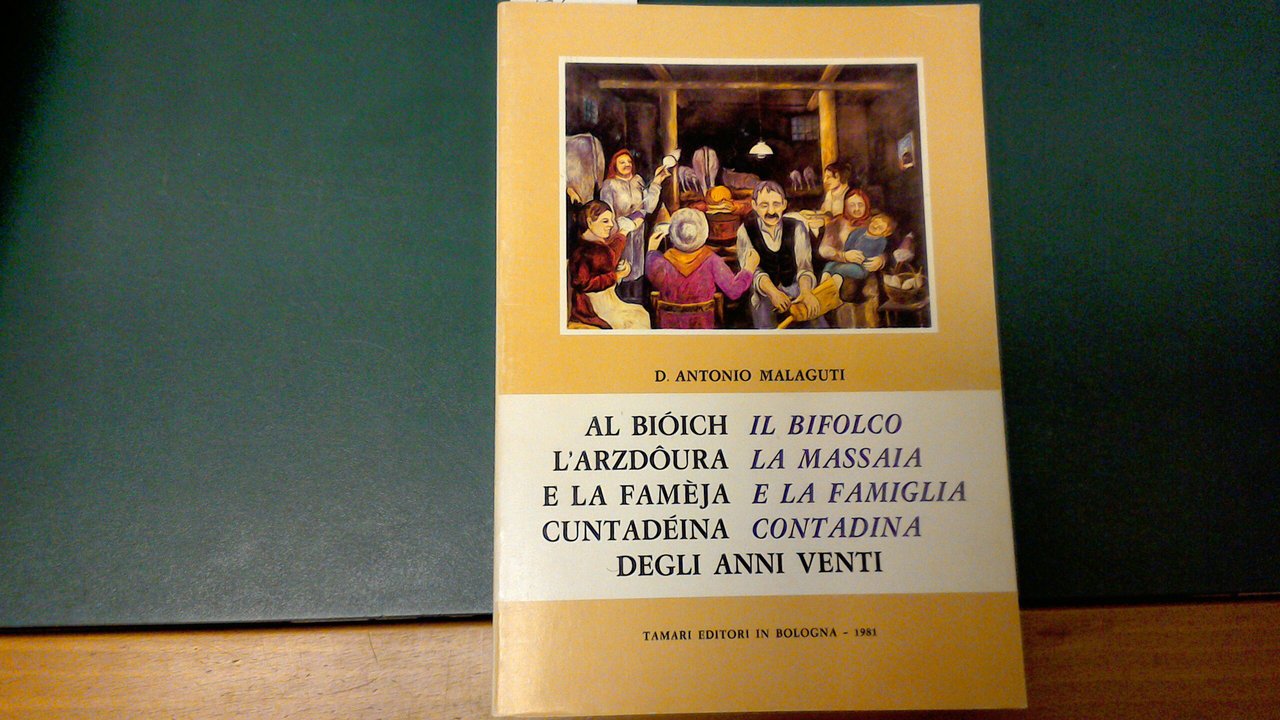 D. ANTONIO MALAGUTI
AL BIÓICH IL BIFOLCO
L'ARZDÔURA LA MASSAIA
E LA FAMÈJA E LA FAMIGLIA
CUNTADÉINA CONTADINA
DEGLI ANNI VENTI
TAMARI EDITORI IN BOLOGNA - 1981